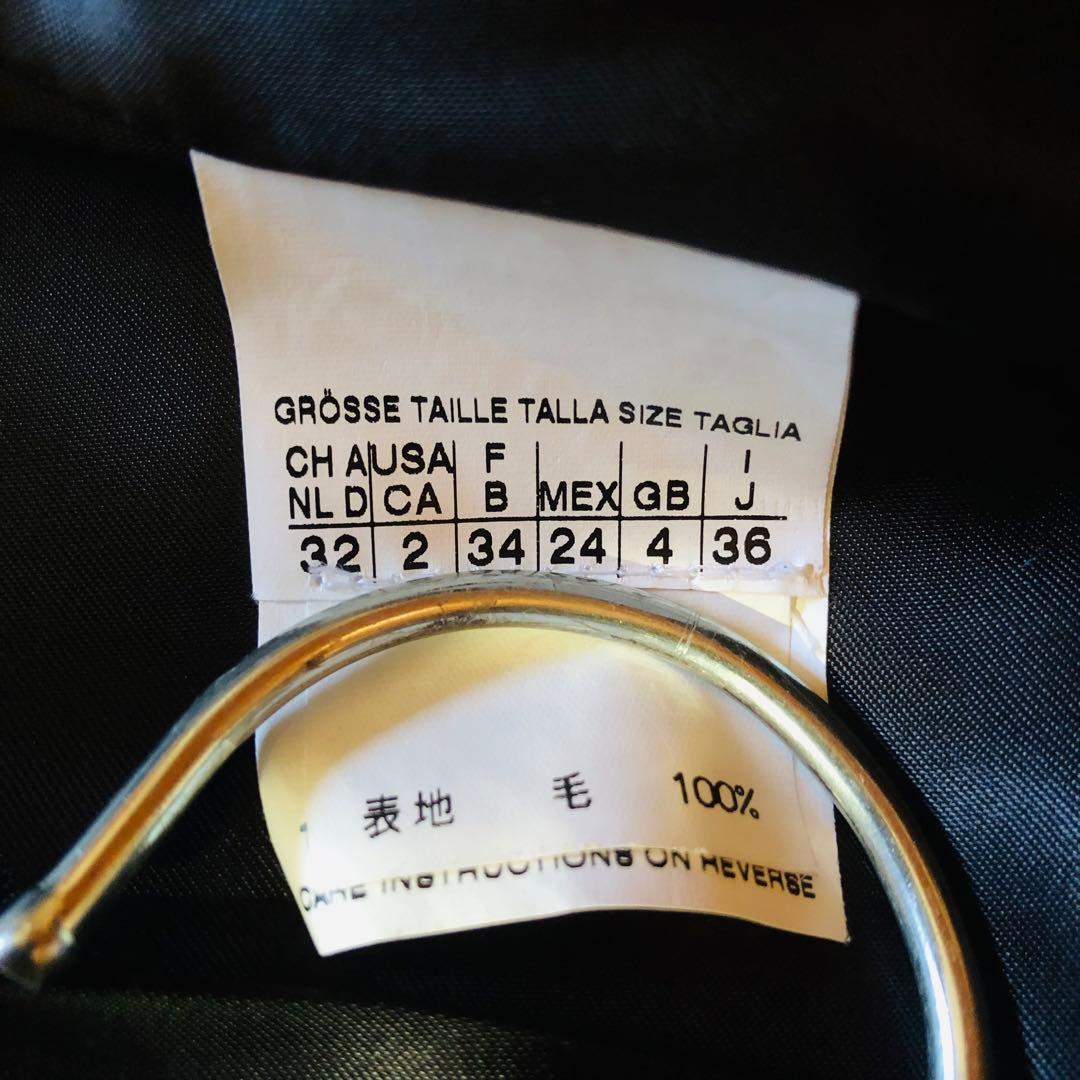 GRÖSSE TAILLE TALLA SIZE TAGLIA
CH A USA F I
NL D CA B MEX GB J
32 2 34 24 4 36
表地 毛 100%
CARE INSTRUCTIONS ON REVERSE